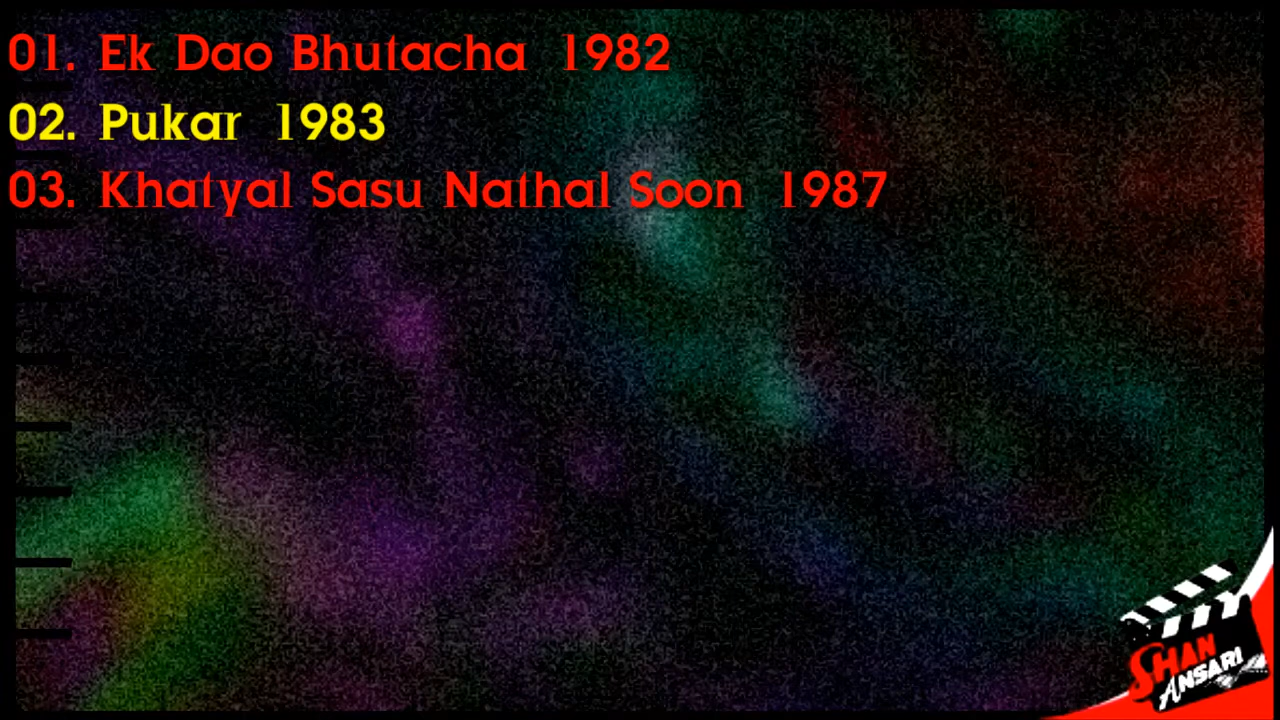 01. Ek Dao Bhutacha 1982
02. Pukar 1983
03. Khatyal Sasu Nathal Soon 1987
SHAN
ANSARI